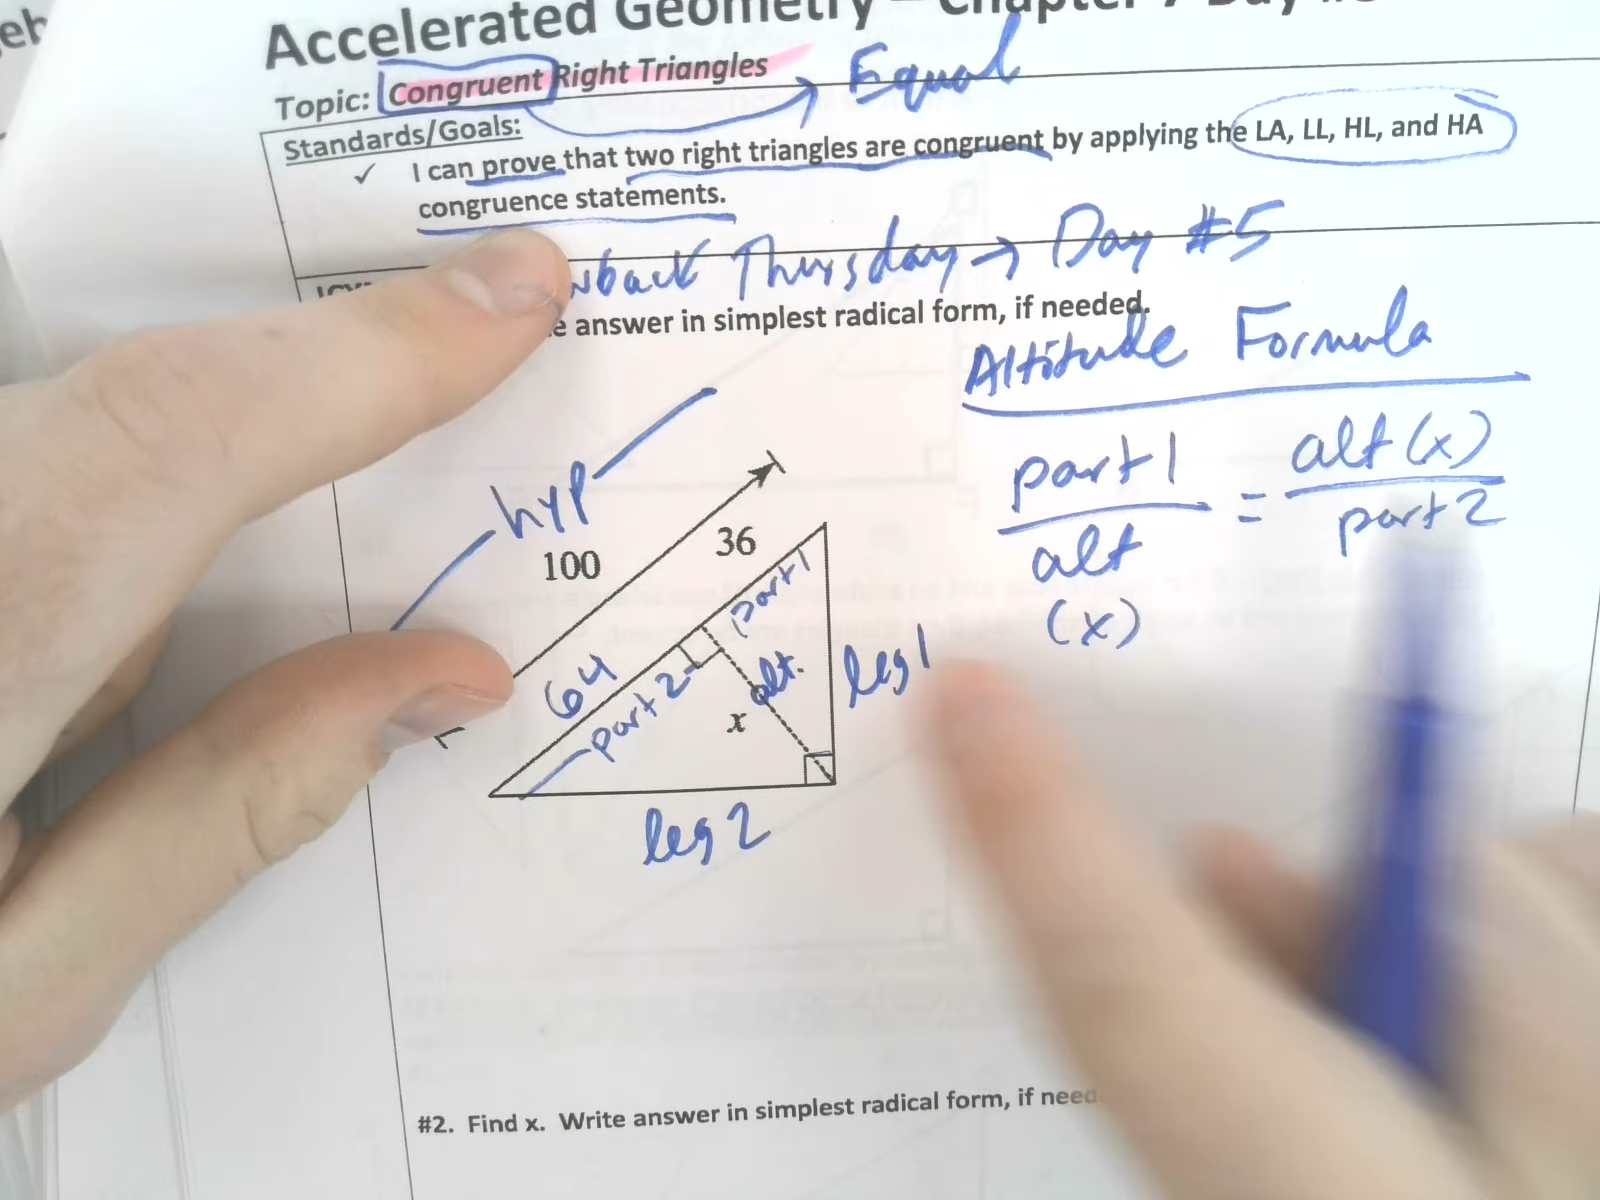 Accelerated Geometry
Topic: Congruent Right Triangles
Equal
Standards/Goals:
✓ I can prove that two right triangles are congruent by applying the LA, LL, HL, and HA
congruence statements.
Thursday → Day #5
answer in simplest radical form, if needed.
Altitude Formula
part 1 / alt (x) = alt (x) / part 2
hyp
100
36
part 1
64
part 2
alt.
x
leg 1
leg 2
#2. Find x. Write answer in simplest radical form, if